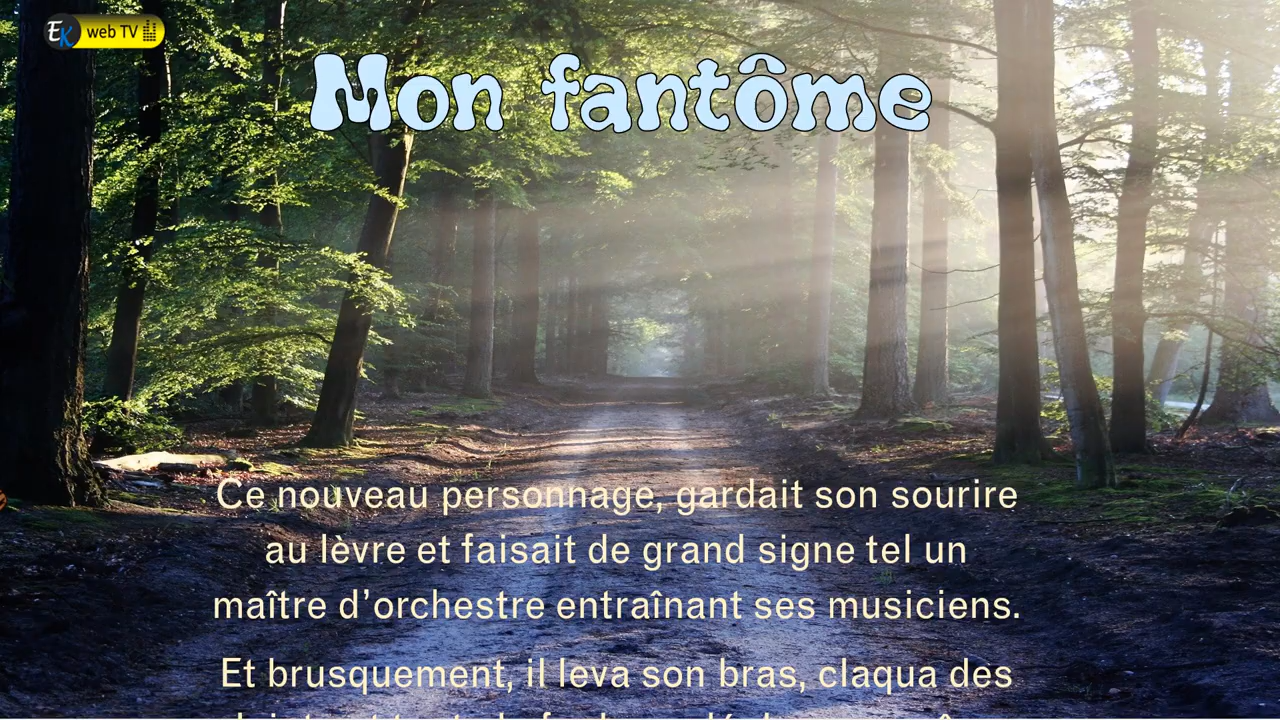 EK web TV
Mon fantôme
Ce nouveau personnage, gardait son sourire
au lèvre et faisait de grand signe tel un
maître d’orchestre entraînant ses musiciens.
Et brusquement, il leva son bras, claqua des